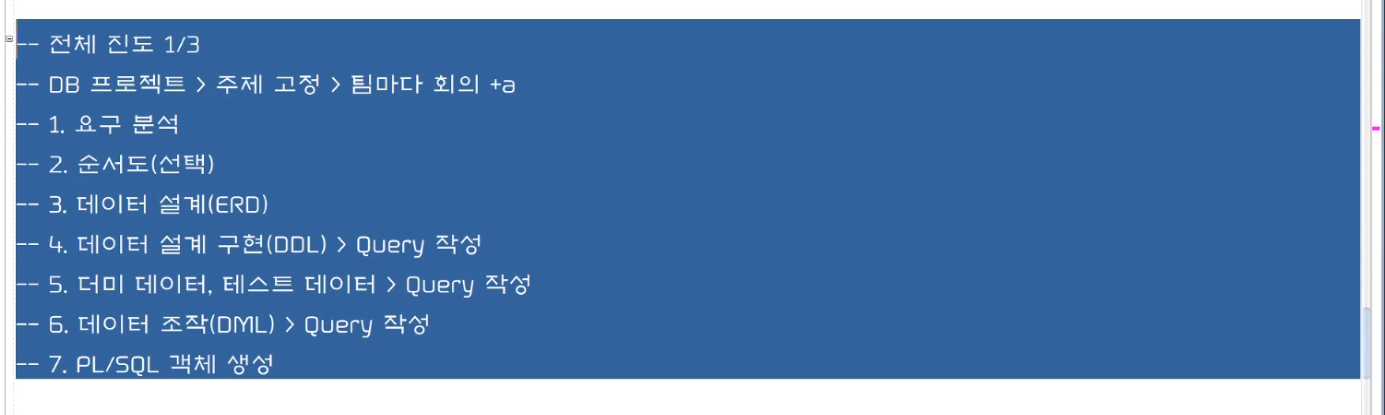 -- 전체 진도 1/3
-- DB 프로젝트 > 주제 고정 > 팀마다 회의 +a
-- 1. 요구 분석
-- 2. 순서도(선택)
-- 3. 데이터 설계(ERD)
-- 4. 데이터 설계 구현(DDL) > Query 작성
-- 5. 더미 데이터, 테스트 데이터 > Query 작성
-- 6. 데이터 조작(DML) > Query 작성
-- 7. PL/SQL 객체 생성